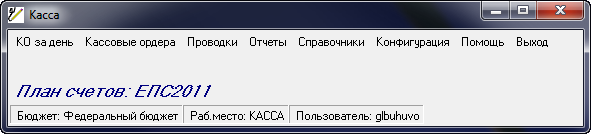 Касса
КО за день Кассовые ордера Проводки Отчеты Справочники Конфигурация Помощь Выход
План счетов: ЕПС2011
Бюджет: Федеральный бюджет Раб.место: КАССА Пользователь: glbuhuvo